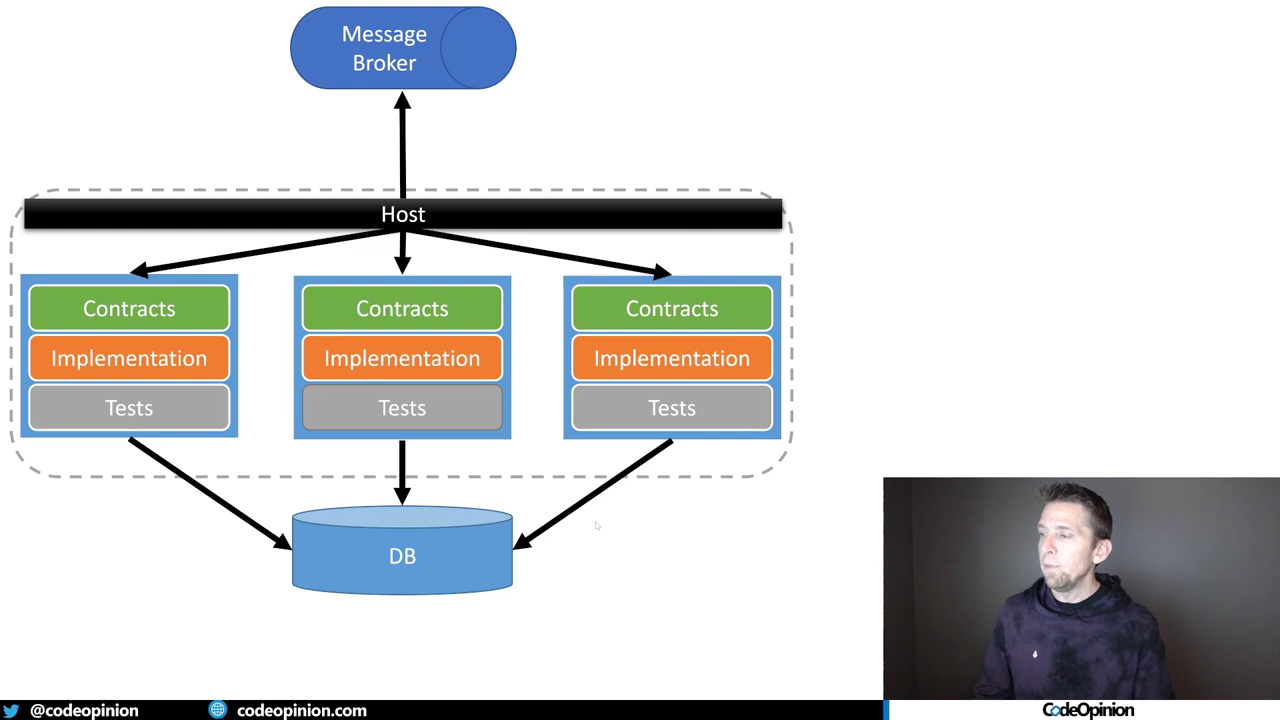 Message
Broker
Host
Contracts
Implementation
Tests
Contracts
Implementation
Tests
Contracts
Implementation
Tests
DB
@codeopinion
codeopinion.com
CodeOpinion